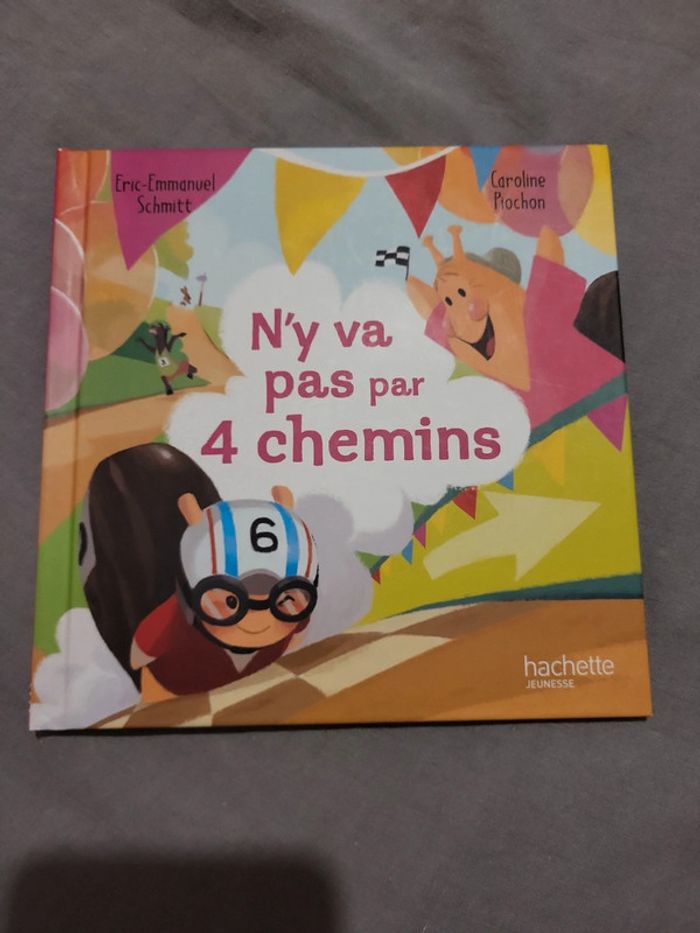 Eric-Emmanuel
Schmitt
Caroline
Piochon
N'y va
pas par
4 chemins
6
hachette
JEUNESSE